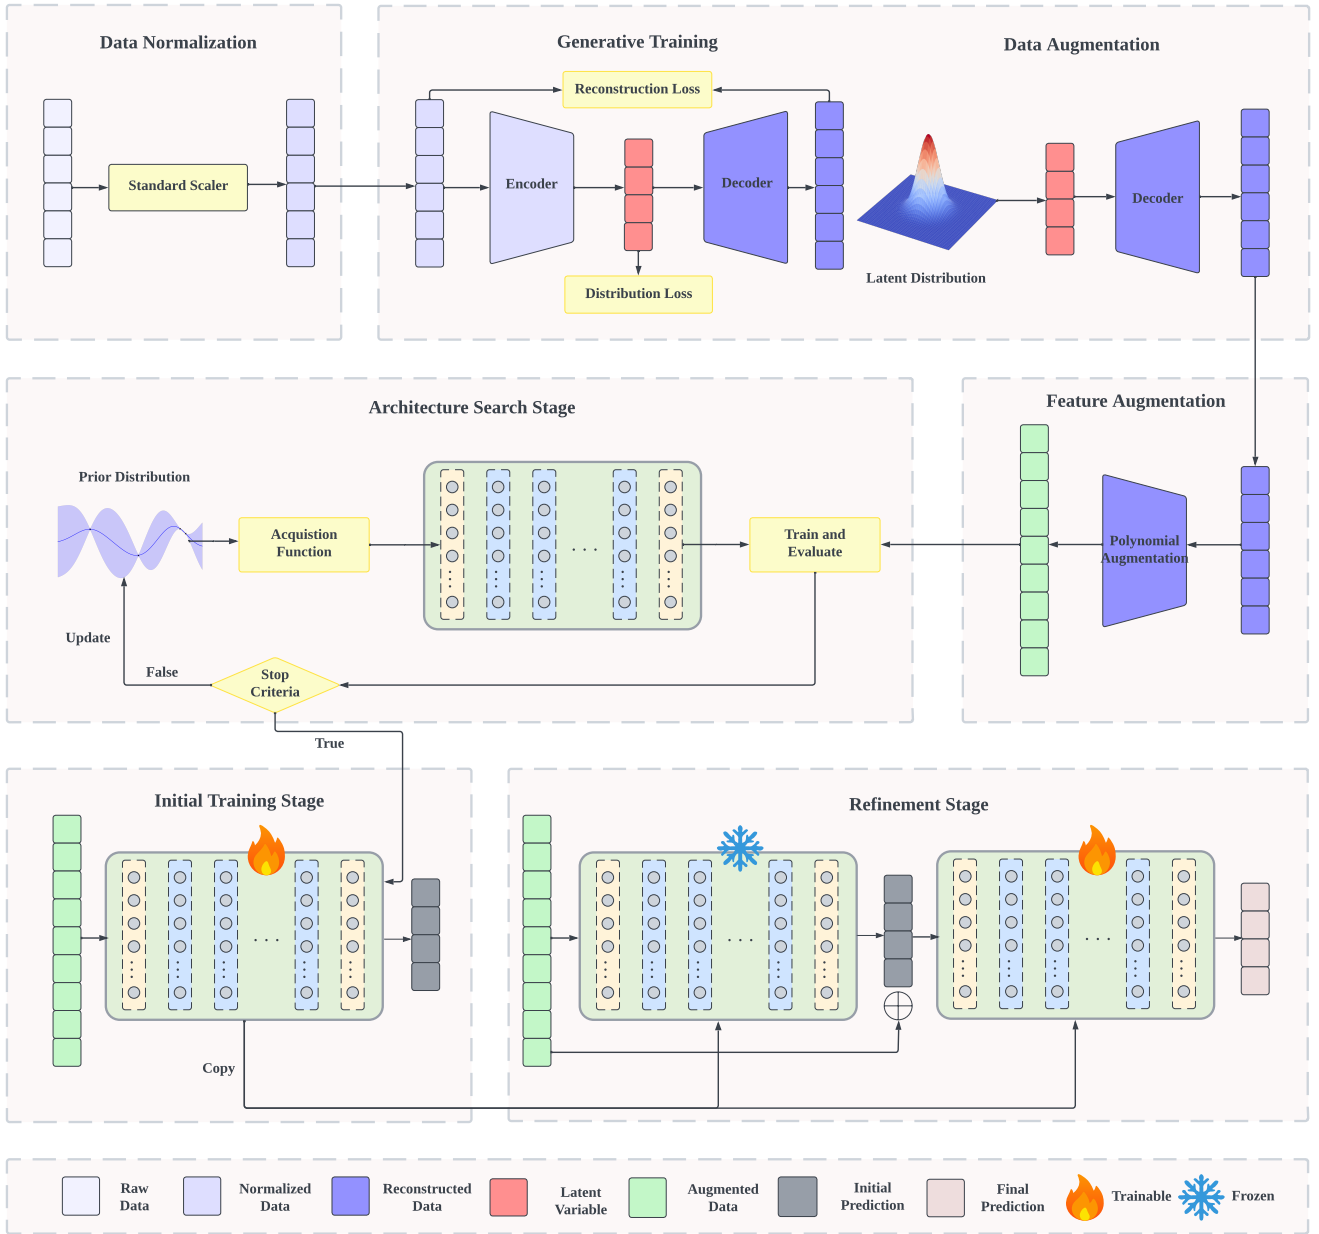 Data Normalization
Generative Training
Data Augmentation
Reconstruction Loss
Standard Scaler
Encoder
Decoder
Decoder
Latent Distribution
Distribution Loss
Architecture Search Stage
Feature Augmentation
Prior Distribution
Acquistion
Function
. . .
Train and
Evaluate
Polynomial
Augmentation
Update
False
Stop
Criteria
True
Initial Training Stage
Refinement Stage
. . .
. . .
. . .
Copy
Raw
Data
Normalized
Data
Reconstructed
Data
Latent
Variable
Augmented
Data
Initial
Prediction
Final
Prediction
Trainable
Frozen